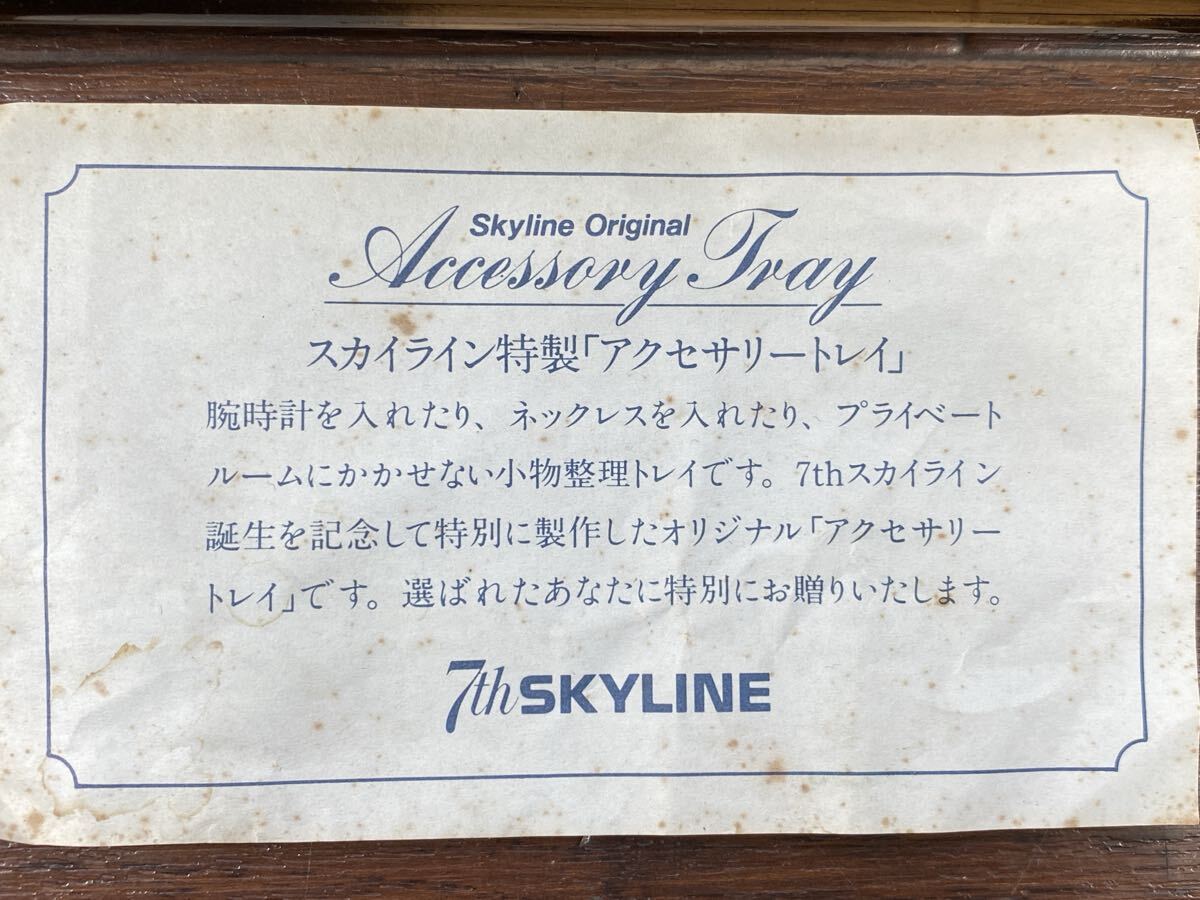 Skyline Original
Accessory Tray
スカイライン特製「アクセサリートレイ」
腕時計を入れたり、ネックレスを入れたり、プライベート
ルームにかかせない小物整理トレイです。7thスカイライン
誕生を記念して特別に製作したオリジナル「アクセサリー
トレイ」です。選ばれたあなたに特別にお贈りいたします。
7th SKYLINE